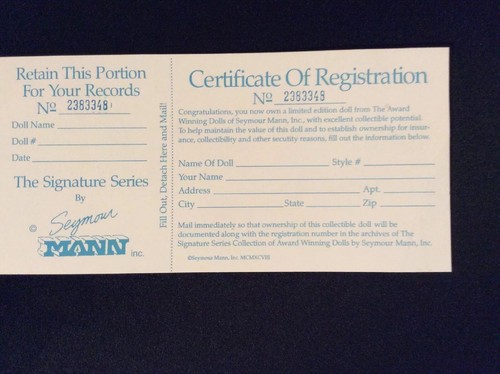 Retain This Portion
For Your Records
No 2383348
Doll Name
Doll #
Date
The Signature Series
By
Seymour
© MANN inc.
Fill Out, Detach Here and Mail!
Certificate Of Registration
No 2383348
Congratulations, you now own a limited edition doll from The Award
Winning Dolls of Seymour Mann, Inc., with excellent collectible potential.
To help maintain the value of this doll and to establish ownership for insur-
ance, collectibility and other secutity reasons, fill out the information below.
Name Of Doll Style #
Your Name
Address Apt.
City State Zip
Mail immediately so that ownership of this collectible doll will be
documented along with the registration number in the archives of The
Signature Series Collection of Award Winning Dolls by Seymour Mann, Inc.
©Seymour Mann, Inc. MCMXCVIII